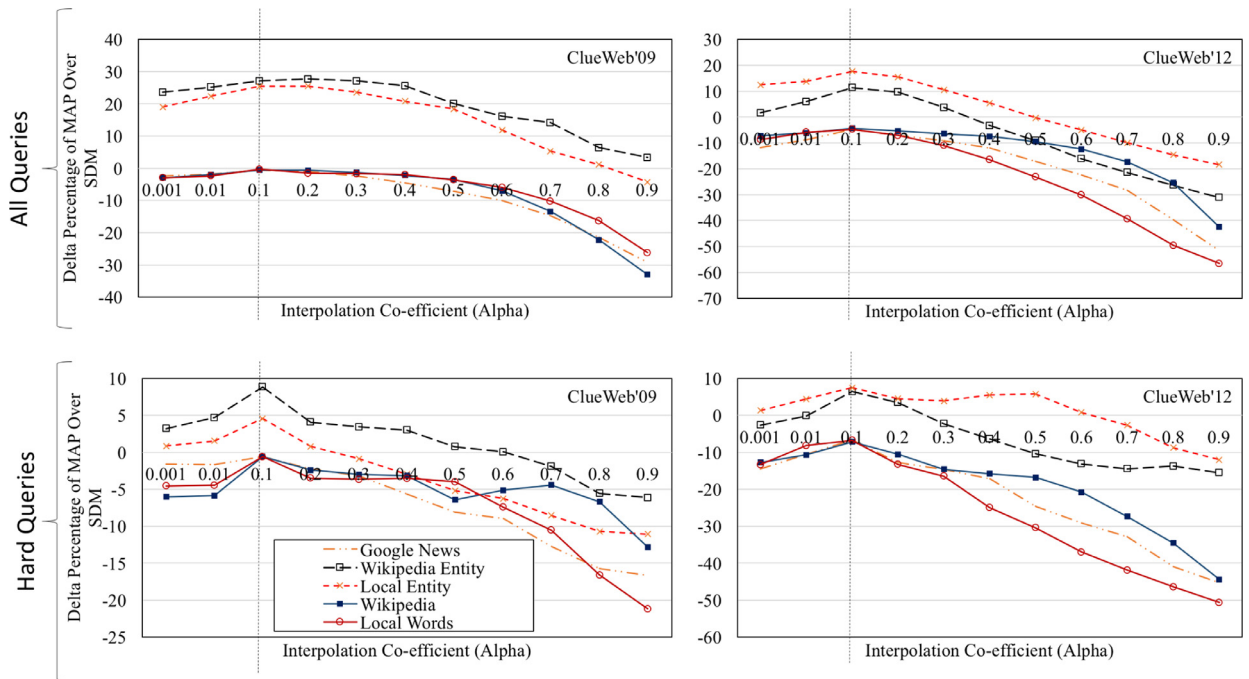 All Queries
Delta Percentage of MAP Over
SDM
40
30
20
10
0
-10
-20
-30
-40
ClueWeb'09
0.001 0.01 0.1 0.2 0.3 0.4 0.5 0.6 0.7 0.8 0.9
Interpolation Co-efficient (Alpha)
30
20
10
0
-10
-20
-30
-40
-50
-60
-70
ClueWeb'12
0.001 0.01 0.1 0.2 0.3 0.4 0.5 0.6 0.7 0.8 0.9
Interpolation Co-efficient (Alpha)
Hard Queries
Delta Percentage of MAP Over
SDM
10
5
0
-5
-10
-15
-20
-25
ClueWeb'09
0.001 0.01 0.1 0.2 0.3 0.4 0.5 0.6 0.7 0.8 0.9
Google News
Wikipedia Entity
Local Entity
Wikipedia
Local Words
Interpolation Co-efficient (Alpha)
10
0
-10
-20
-30
-40
-50
-60
ClueWeb'12
0.001 0.01 0.1 0.2 0.3 0.4 0.5 0.6 0.7 0.8 0.9
Interpolation Co-efficient (Alpha)